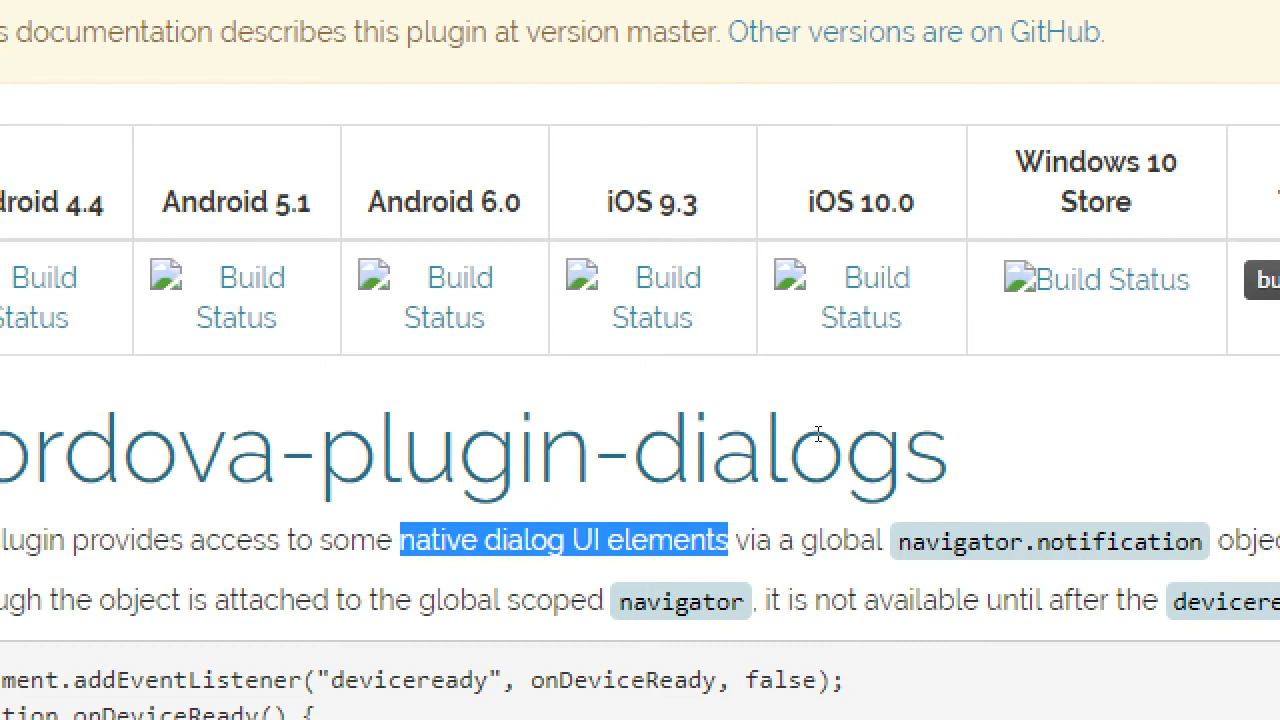 s documentation describes this plugin at version master. Other versions are on GitHub.
droid 4.4 Android 5.1 Android 6.0 iOS 9.3 iOS 10.0 Windows 10 Store
Build Status Build Status Build Status Build Status Build Status Build Status bu
ordova-plugin-dialogs
lugin provides access to some native dialog UI elements via a global navigator.notification objec
ugh the object is attached to the global scoped navigator, it is not available until after the devicere
ment.addEventListener("deviceready", onDeviceReady, false);
tion onDeviceReady() {